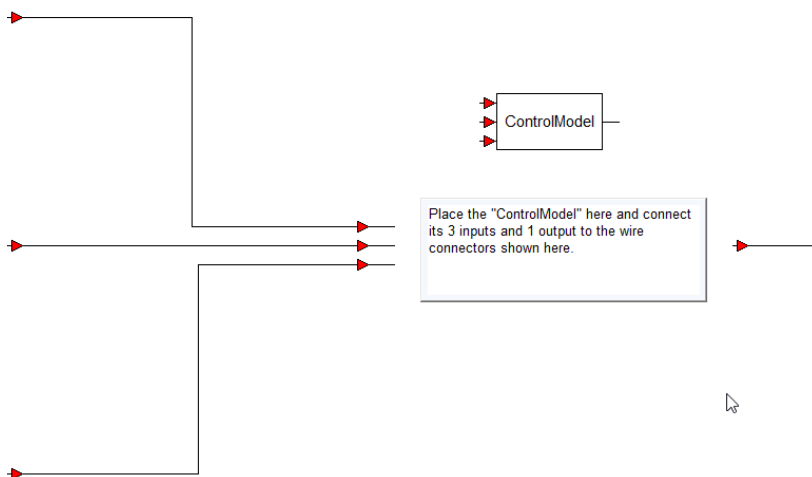 ControlModel
Place the "ControlModel" here and connect
its 3 inputs and 1 output to the wire
connectors shown here.